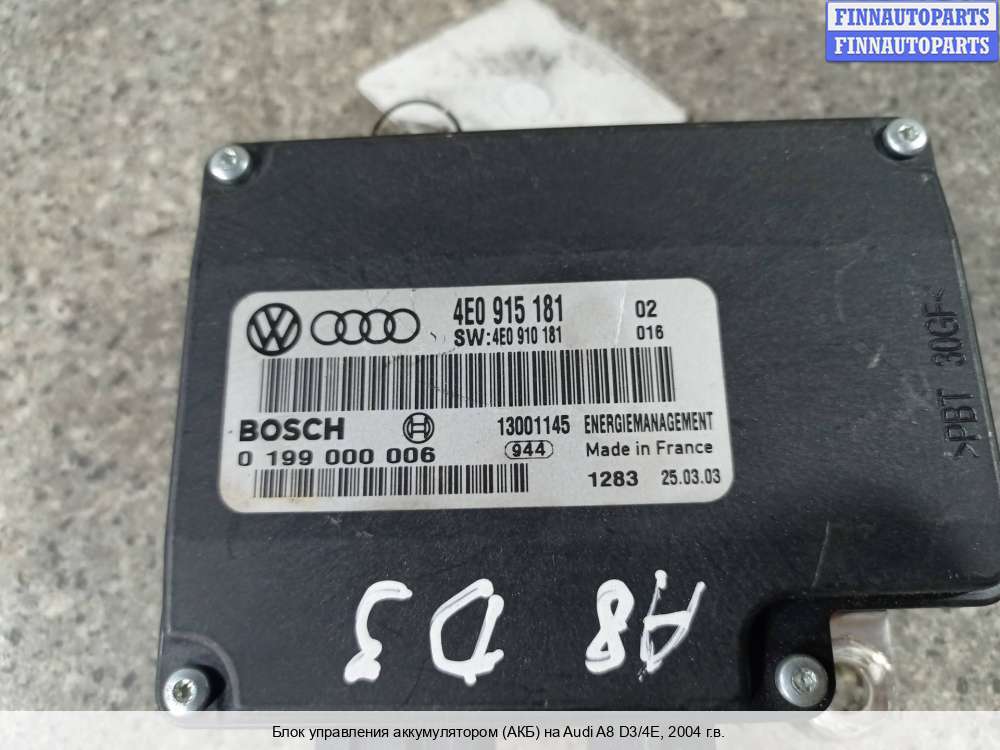 FINNAUTOPARTS
FINNAUTOPARTS
4E0 915 181 02
SW:4E0 910 181 016
BOSCH 13001145 ENERGIEMANAGEMENT
0 199 000 006 944 Made in France
1283 25.03.03
>PBT 30GF<
A8 D3
Блок управления аккумулятором (АКБ) на Audi A8 D3/4E, 2004 г.в.